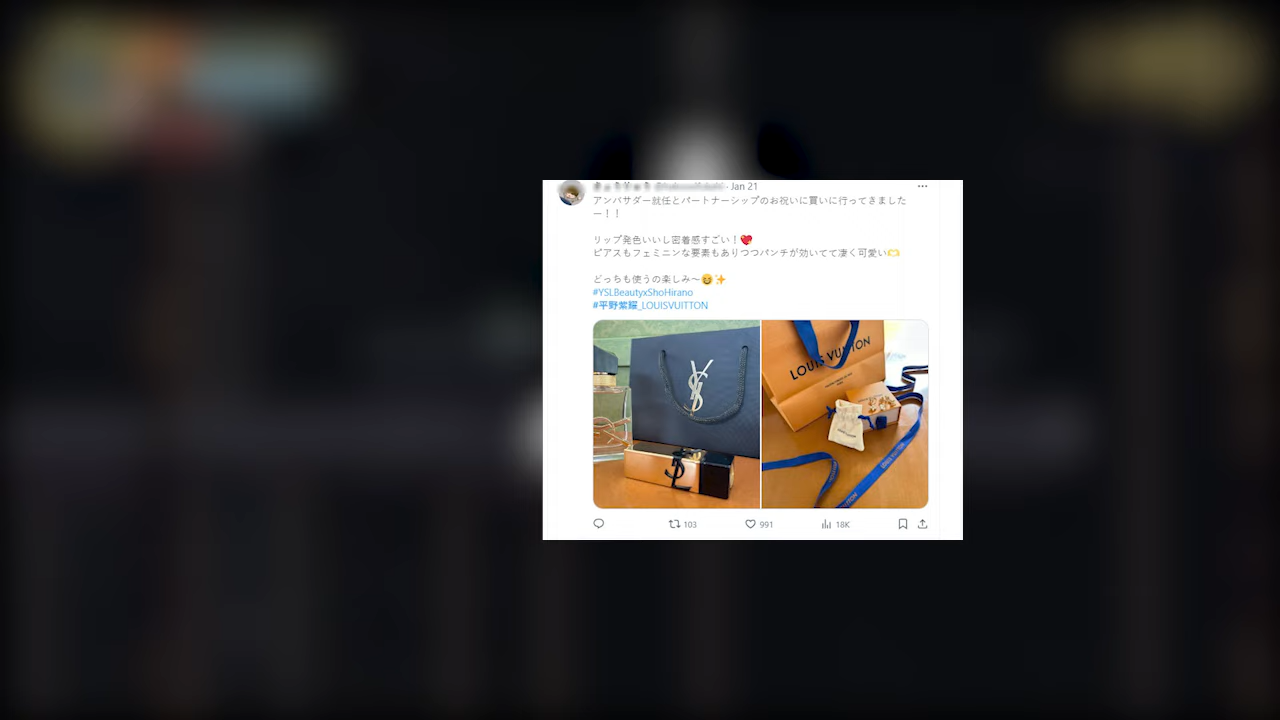 · Jan 21
アンバサダー就任とパートナーシップのお祝いに買いに行ってきました
ー！！
リップ発色いいし密着感すごい！💘
ピアスもフェミニンな要素もありつつパンチが効いてて凄く可愛い🫶
どっちも使うの楽しみ〜😆✨
#YSLBeautyxShoHirano
#平野紫耀_LOUISVUITTON
YSL
LOUIS VUITTON
YSL
LOUIS VUITTON
103
991
18K